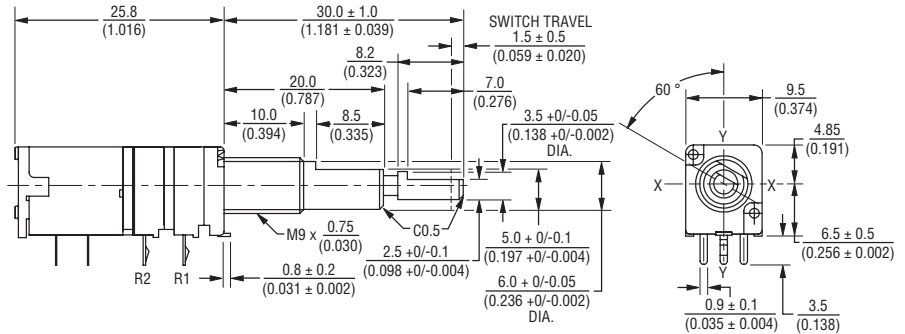 25.8
(1.016)
30.0 ± 1.0
(1.181 ± 0.039)
SWITCH TRAVEL
1.5 ± 0.5
(0.059 ± 0.020)
8.2
(0.323)
20.0
(0.787)
7.0
(0.276)
10.0
(0.394)
8.5
(0.335)
3.5 +0/-0.05
(0.138 +0/-0.002)
DIA.
60 °
9.5
(0.374)
4.85
(0.191)
Y
X
X
Y
M9 x 0.75
(0.030)
C0.5
R2
R1
0.8 ± 0.2
(0.031 ± 0.002)
2.5 +0/-0.1
(0.098 +0/-0.004)
5.0 + 0/-0.1
(0.197 +0/-0.004)
6.0 + 0/-0.05
(0.236 +0/-0.002)
DIA.
6.5 ± 0.5
(0.256 ± 0.002)
0.9 ± 0.1
(0.035 ± 0.004)
3.5
(0.138)